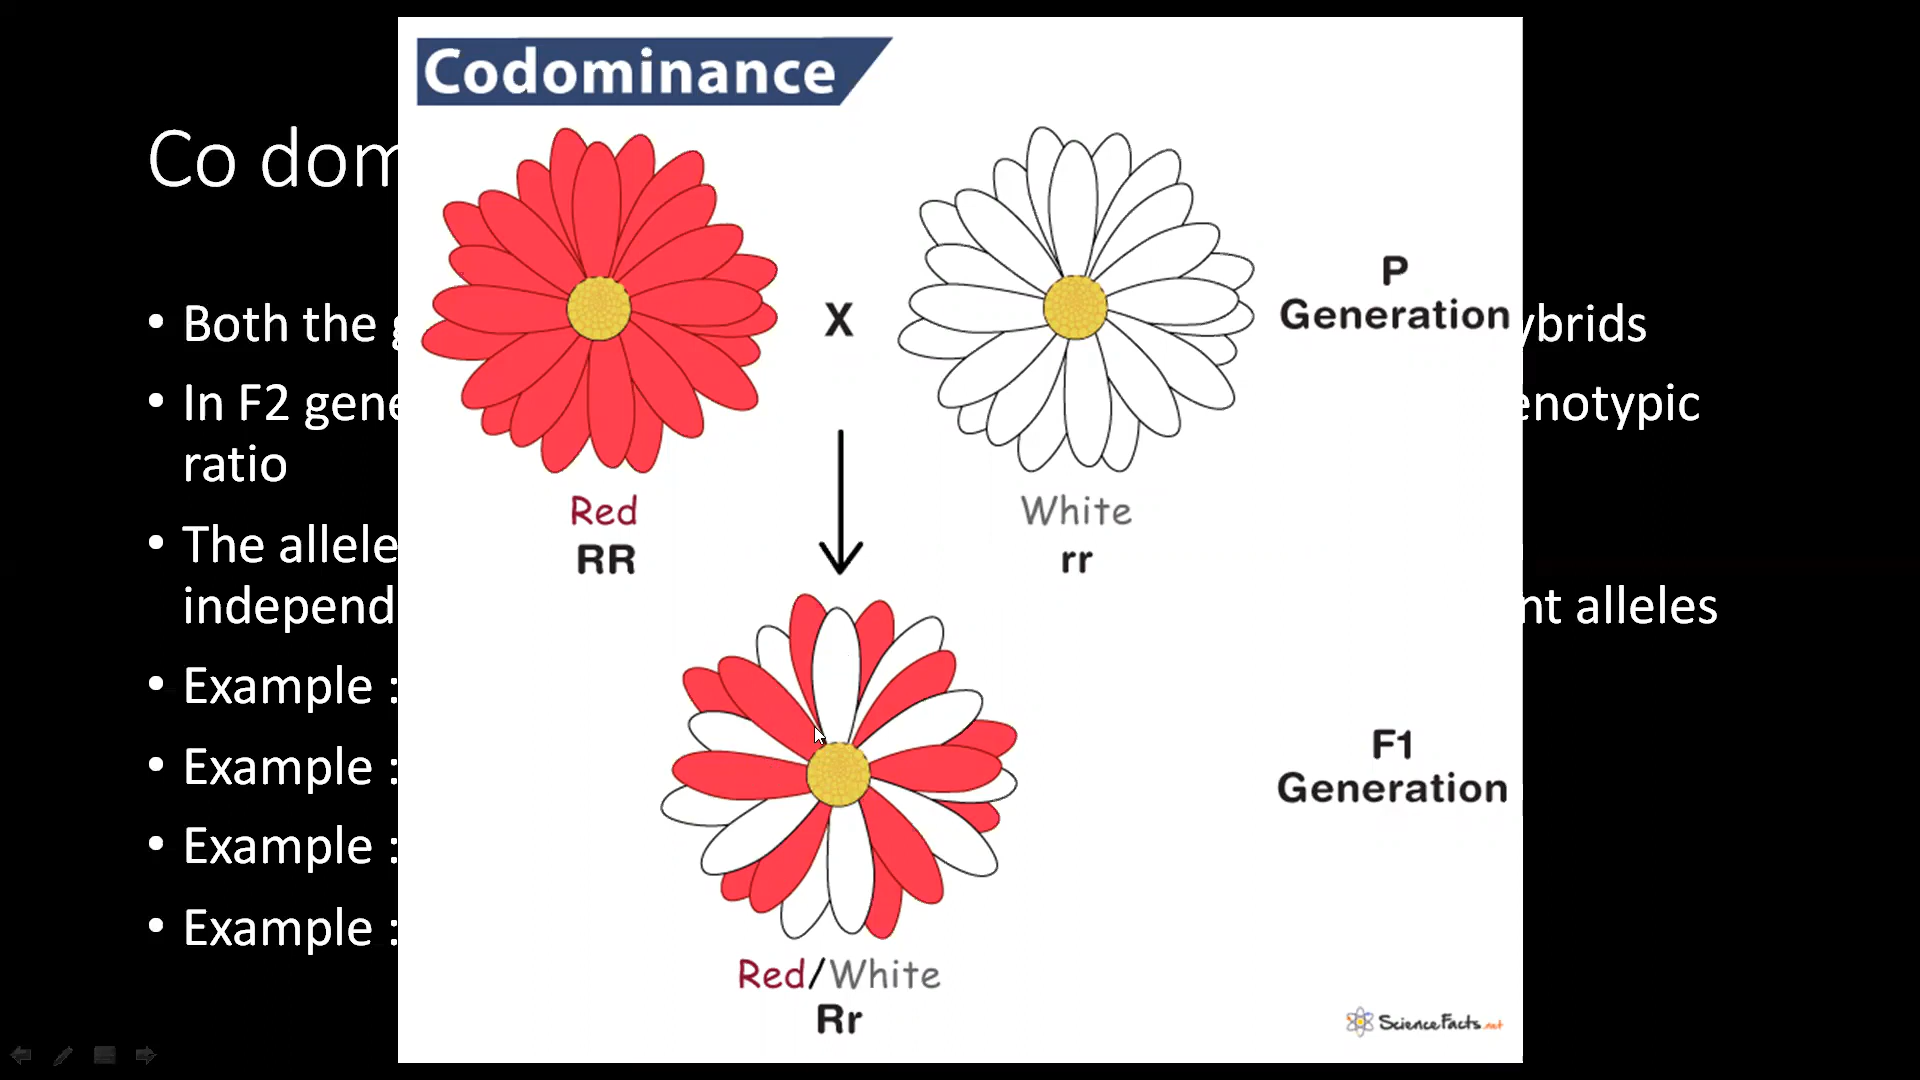 Codominance
Co dom
P
Generation
X
Both the
ybrids
In F2 gene
enotypic
ratio
Red
White
RR
rr
The allele
independ
nt alleles
Example :
Example :
Example :
Example :
F1
Generation
Red/White
Rr
ScienceFacts.net